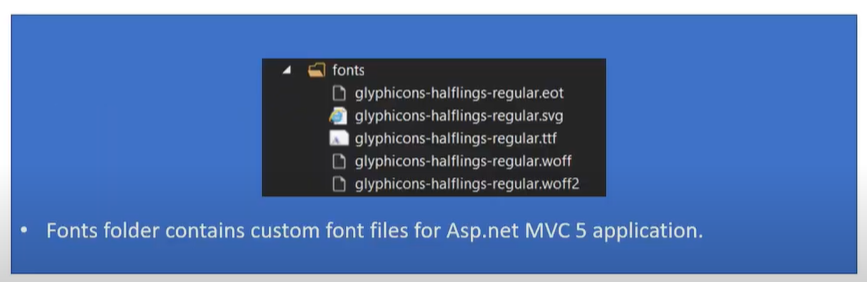 fonts
glyphicons-halflings-regular.eot
glyphicons-halflings-regular.svg
glyphicons-halflings-regular.ttf
glyphicons-halflings-regular.woff
glyphicons-halflings-regular.woff2
• Fonts folder contains custom font files for Asp.net MVC 5 application.